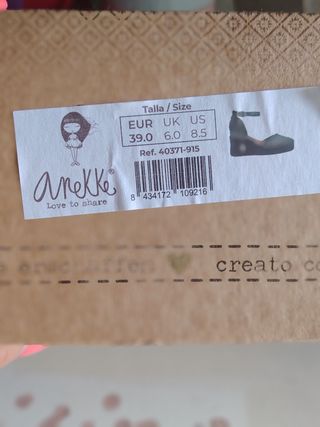 Talla / Size
EUR UK US
39.0 6.0 8.5
Ref. 40371-915
8 434172 109216
anekke®
Love to share
erschaffen creato